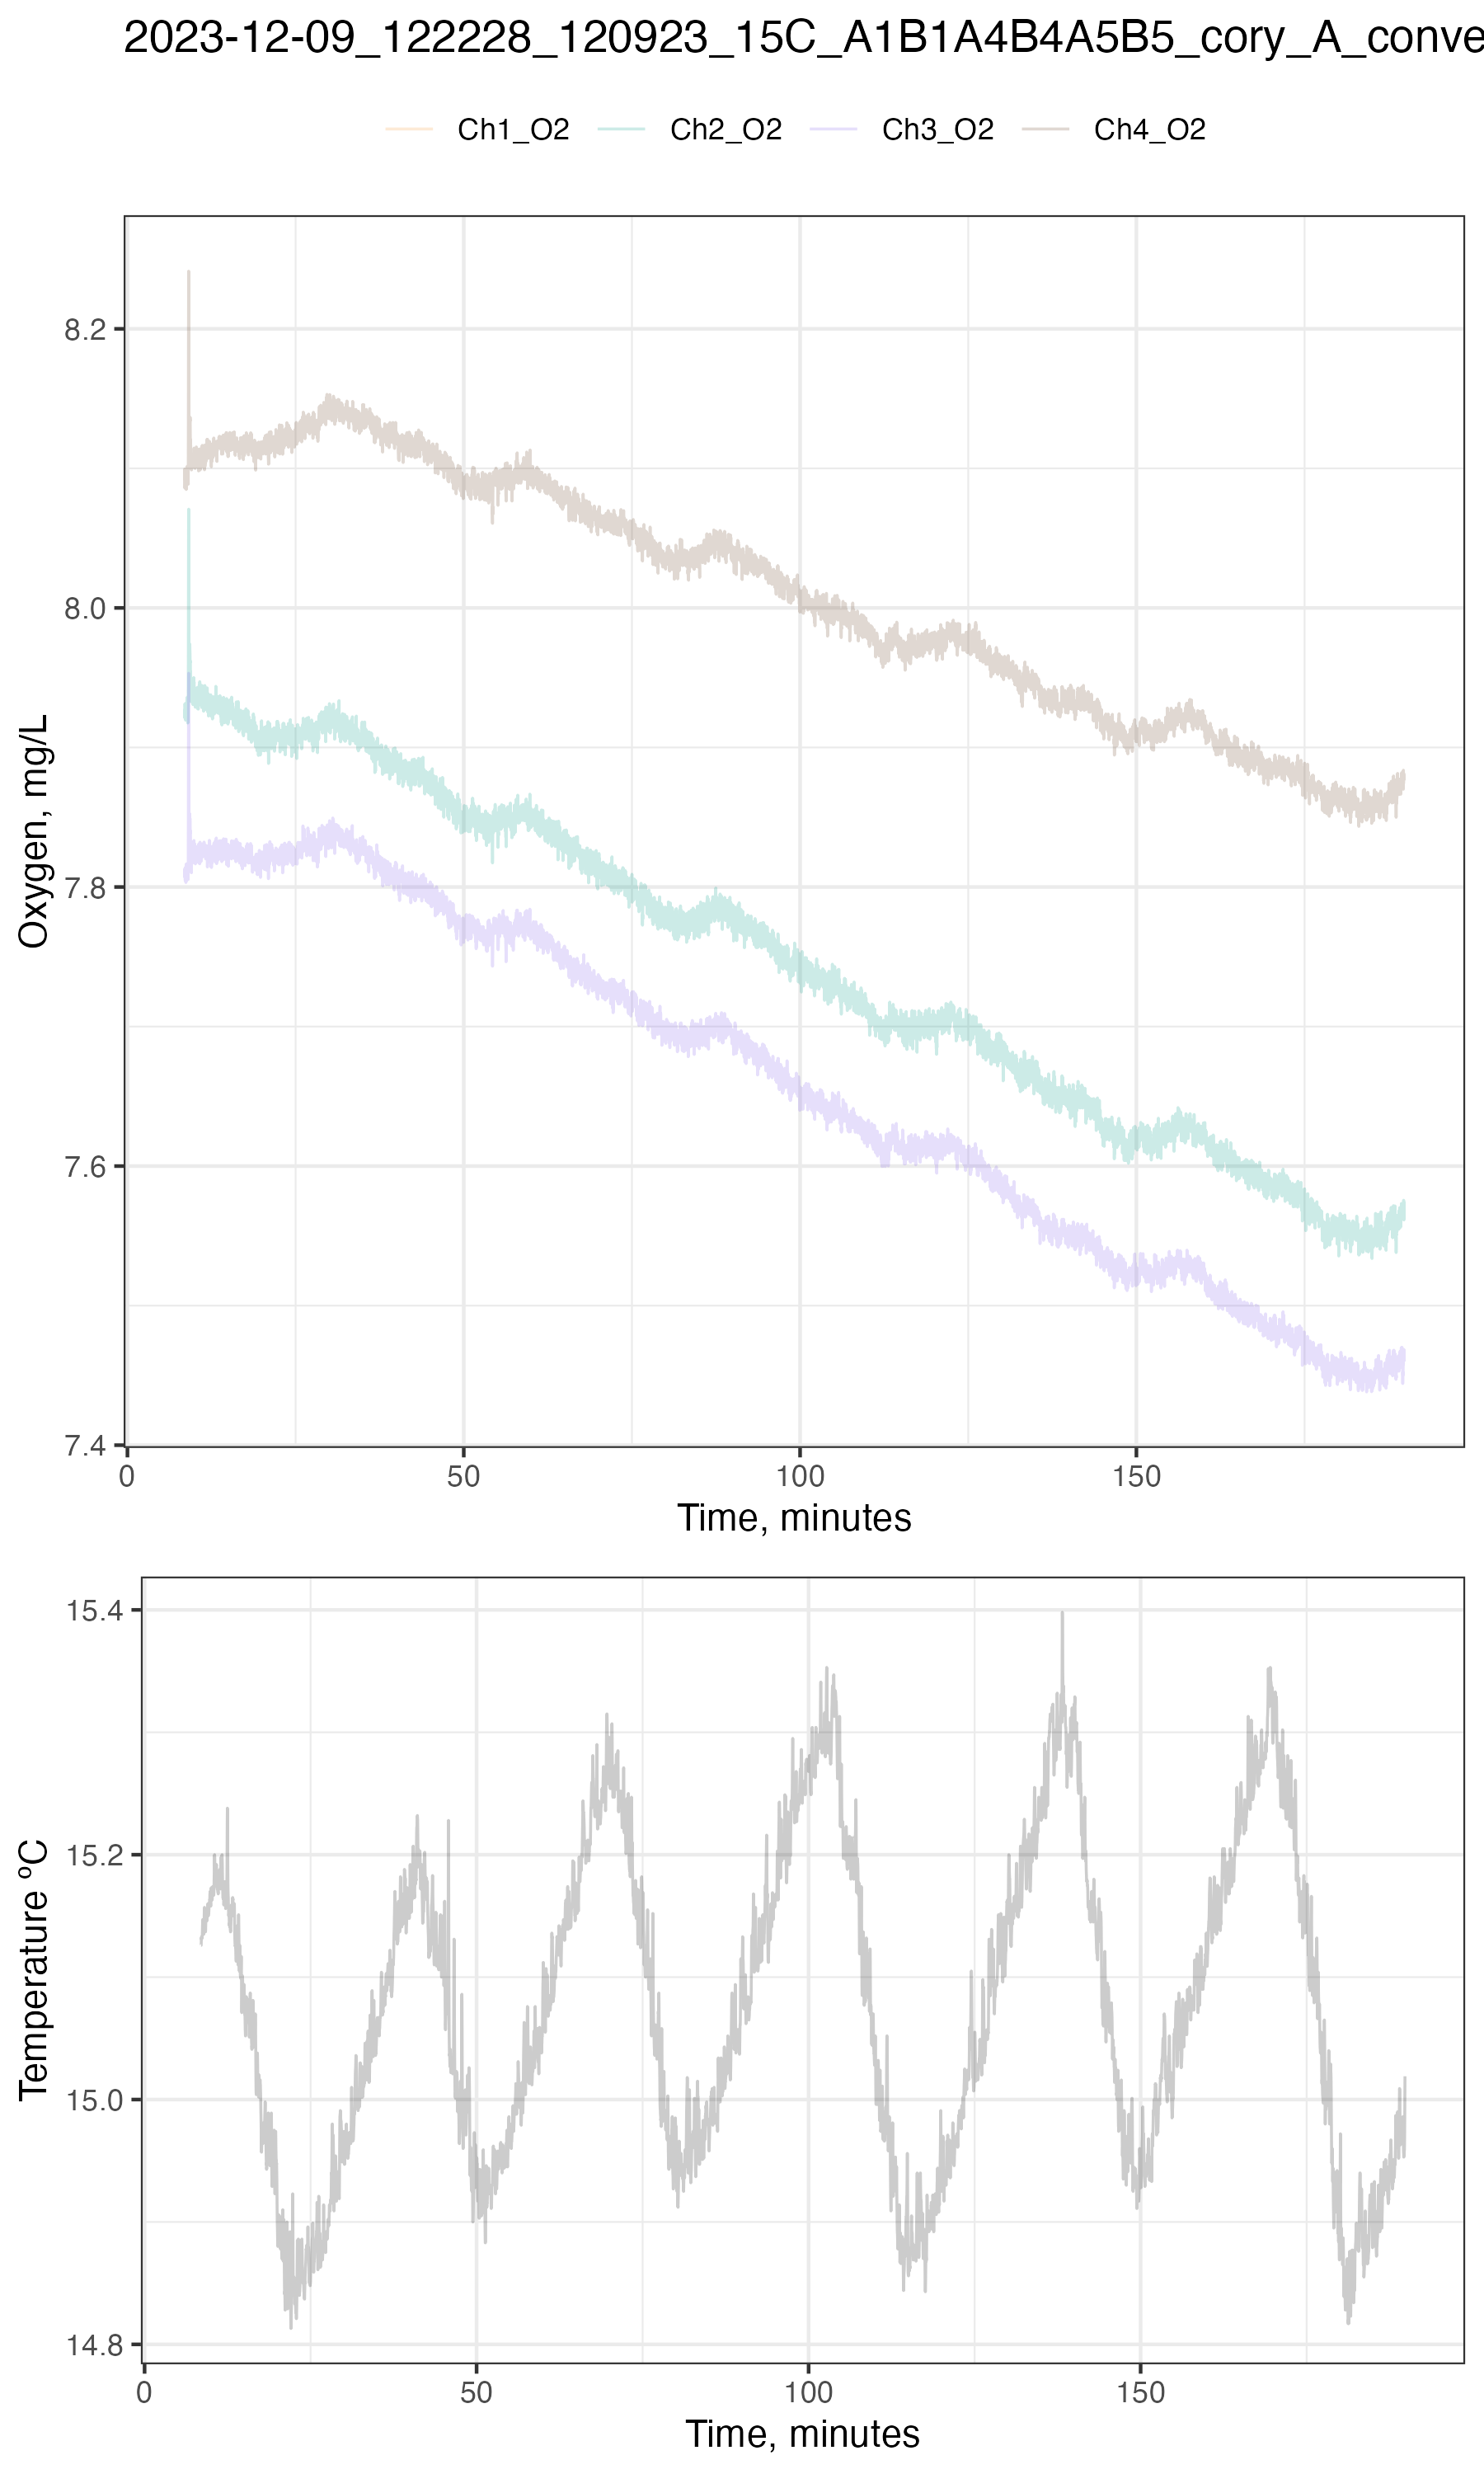 2023-12-09_122228_120923_15C_A1B1A4B4A5B5_cory_A_conve
Ch1_O2 Ch2_O2 Ch3_O2 Ch4_O2
Oxygen, mg/L
8.2
8.0
7.8
7.6
7.4
0 50 100 150
Time, minutes
Temperature ºC
15.4
15.2
15.0
14.8
0 50 100 150
Time, minutes